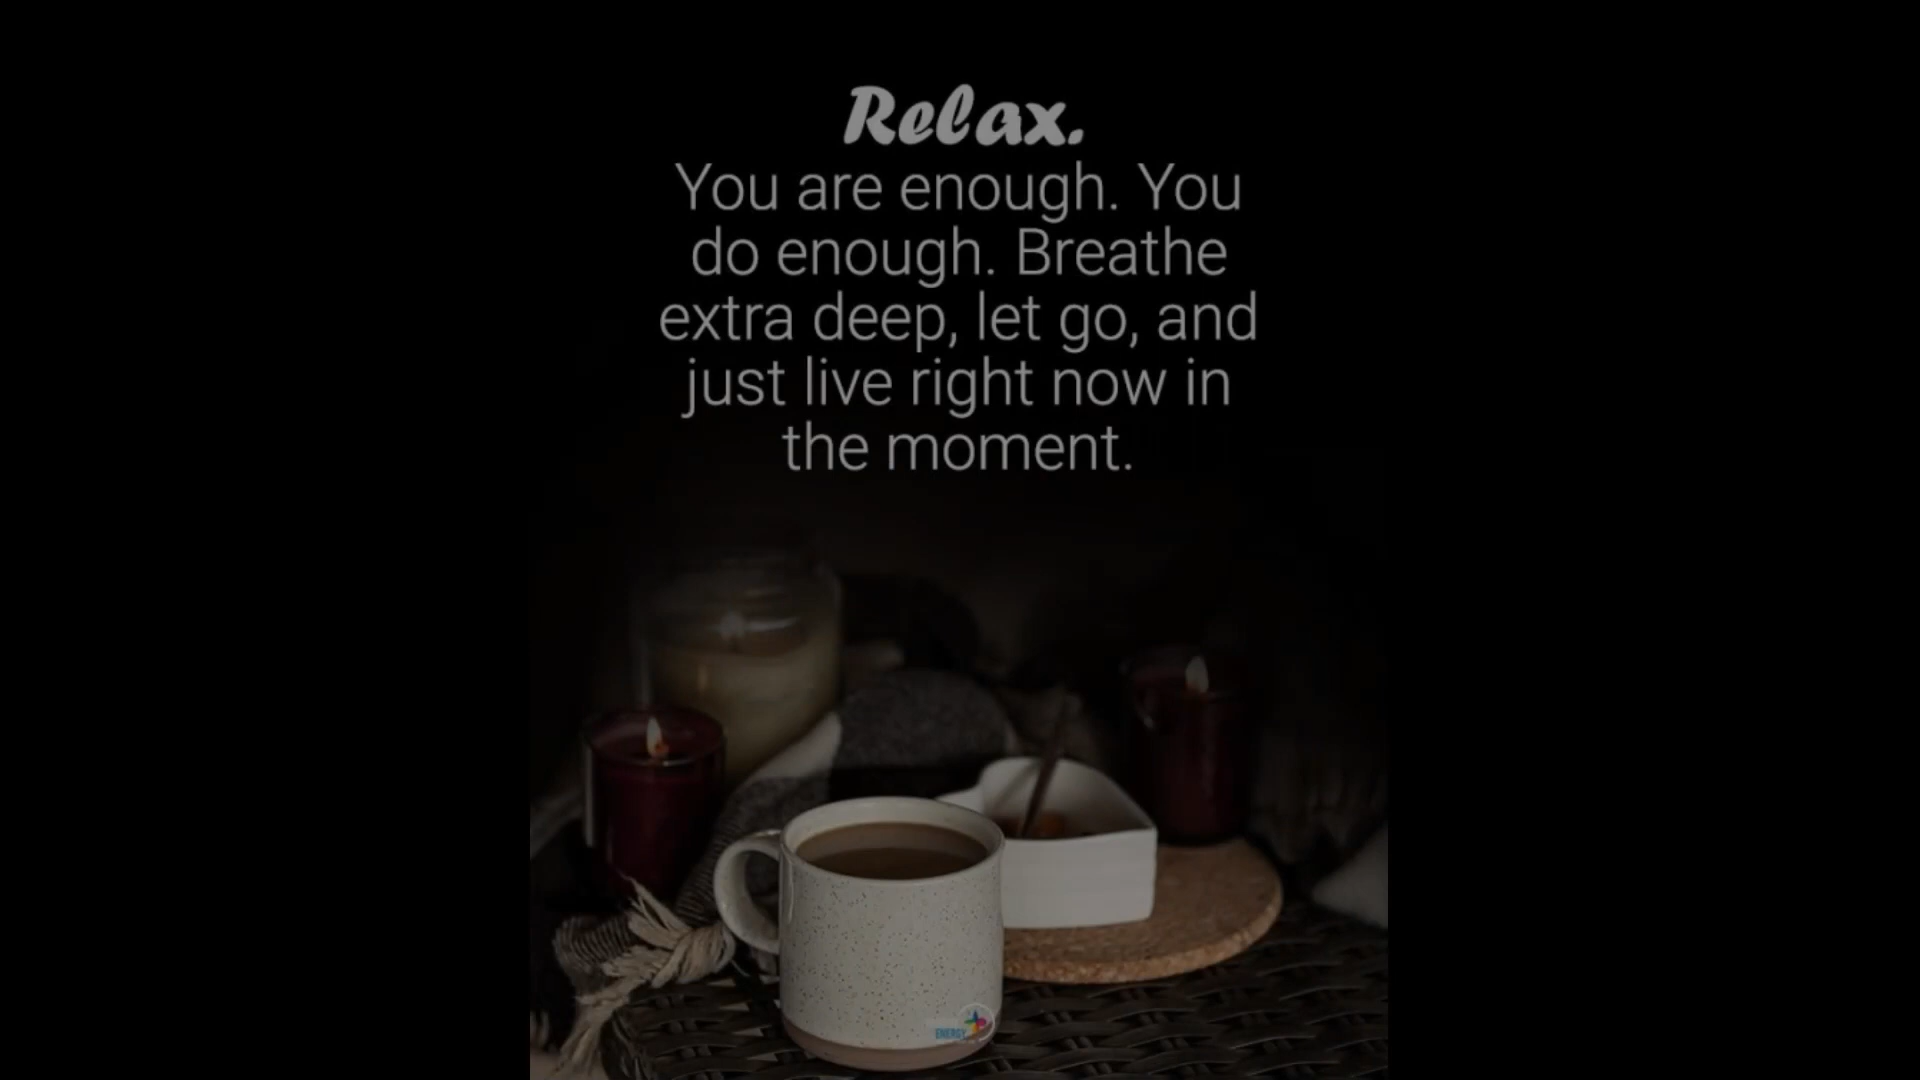 Relax.
You are enough. You
do enough. Breathe
extra deep, let go, and
just live right now in
the moment.
ENERGY